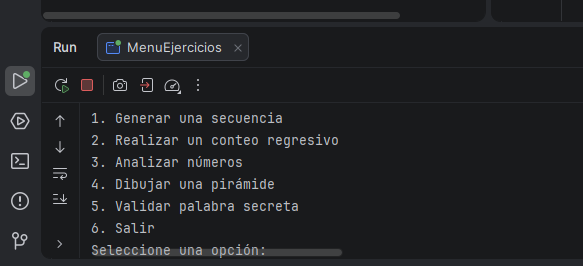 Run MenuEjercicios
1. Generar una secuencia
2. Realizar un conteo regresivo
3. Analizar números
4. Dibujar una pirámide
5. Validar palabra secreta
6. Salir
Seleccione una opción: